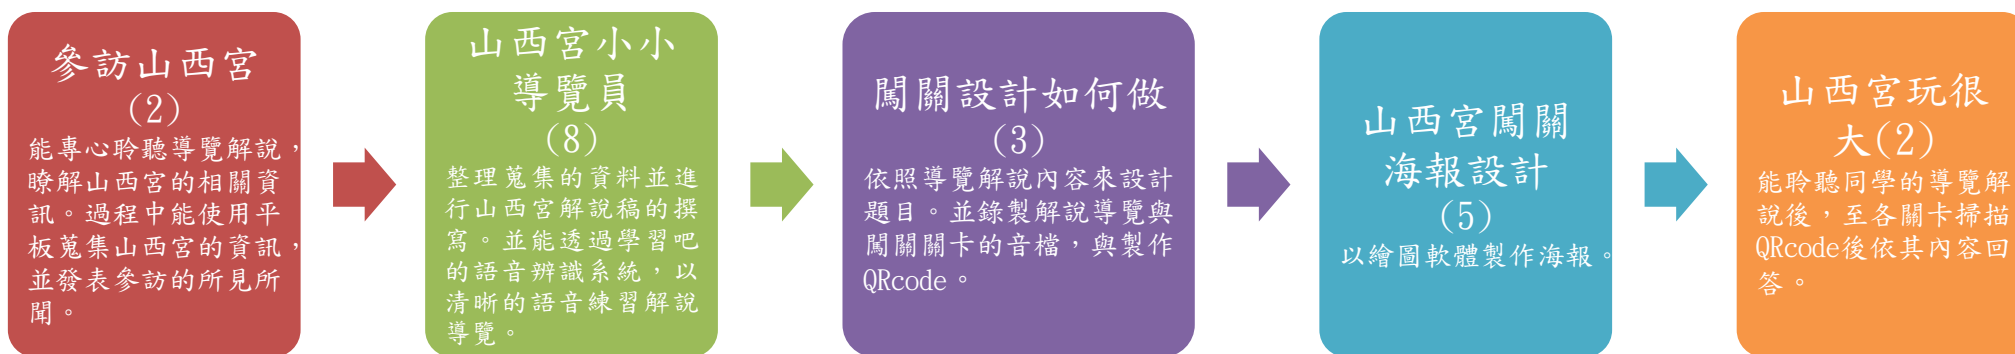 參訪山西宮
(2)
能專心聆聽導覽解說，
瞭解山西宮的相關資
訊。過程中能使用平
板蒐集山西宮的資訊，
並發表參訪的所見所
聞。
山西宮小小
導覽員
(8)
整理蒐集的資料並進
行山西宮解說稿的撰
寫。並能透過學習吧
的語音辨識系統，以
清晰的語音練習解說
導覽。
闖關設計如何做
(3)
依照導覽解說內容來設計
題目。並錄製解說導覽與
闖關關卡的音檔，與製作
QRcode。
山西宮闖關
海報設計
(5)
以繪圖軟體製作海報。
山西宮玩很
大(2)
能聆聽同學的導覽解
說後，至各關卡掃描
QRcode後依其內容回
答。